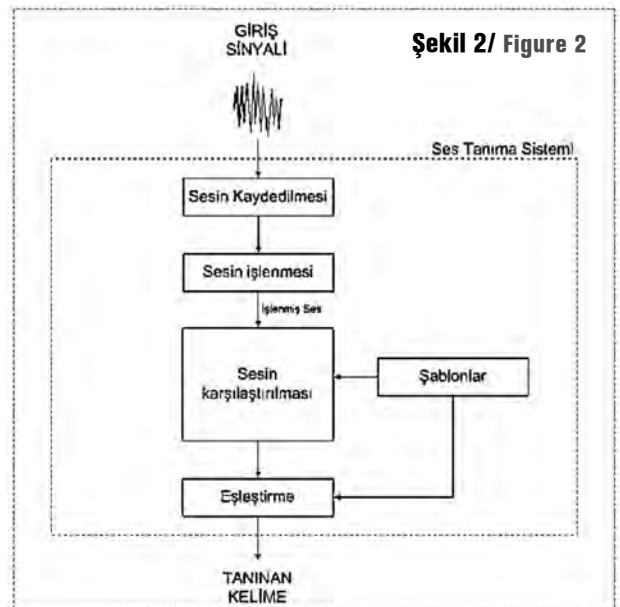 GİRİŞ
SİNYALİ
Şekil 2/ Figure 2
Ses Tanıma Sistemi
Sesin Kaydedilmesi
Sesin işlenmesi
İşlenmiş Ses
Sesin
karşılaştırılması
Şablonlar
Eşleştirme
TANINAN
KELİME